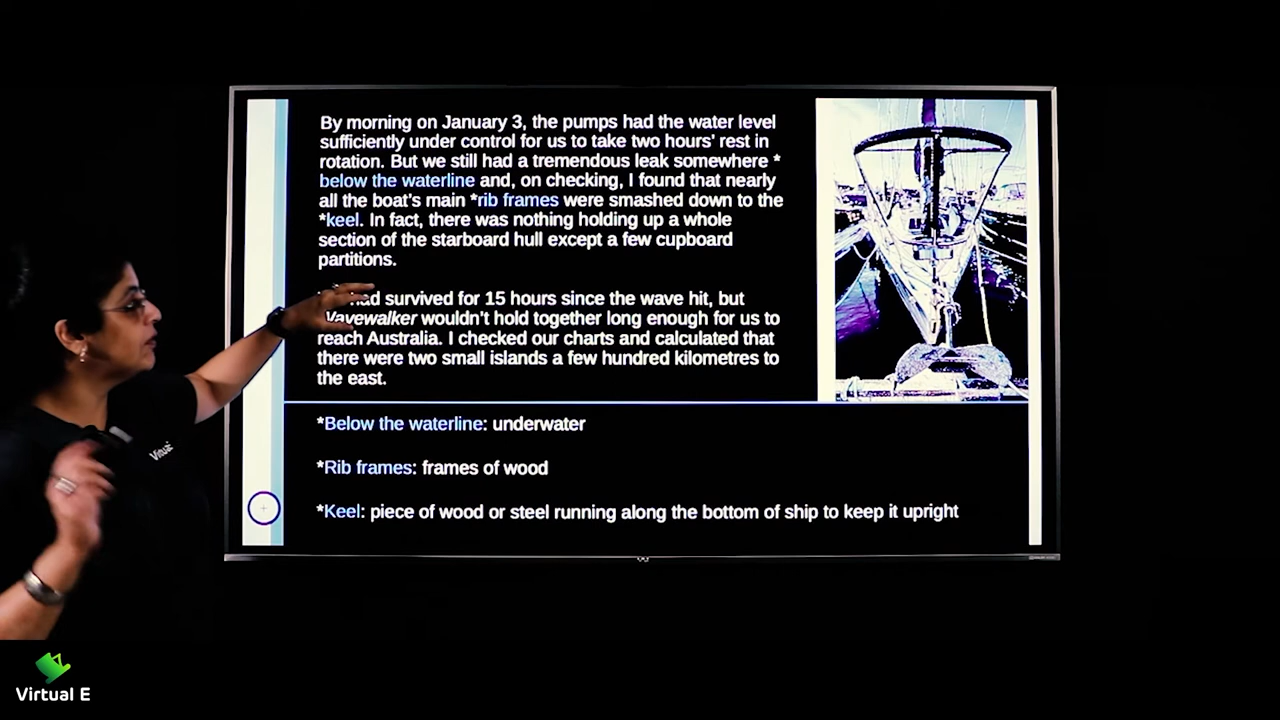 By morning on January 3, the pumps had the water level
sufficiently under control for us to take two hours' rest in
rotation. But we still had a tremendous leak somewhere *
below the waterline and, on checking, I found that nearly
all the boat's main *rib frames were smashed down to the
*keel. In fact, there was nothing holding up a whole
section of the starboard hull except a few cupboard
partitions.
had survived for 15 hours since the wave hit, but
Wavewalker wouldn't hold together long enough for us to
reach Australia. I checked our charts and calculated that
there were two small islands a few hundred kilometres to
the east.
*Below the waterline: underwater
*Rib frames: frames of wood
*Keel: piece of wood or steel running along the bottom of ship to keep it upright
Virtual E